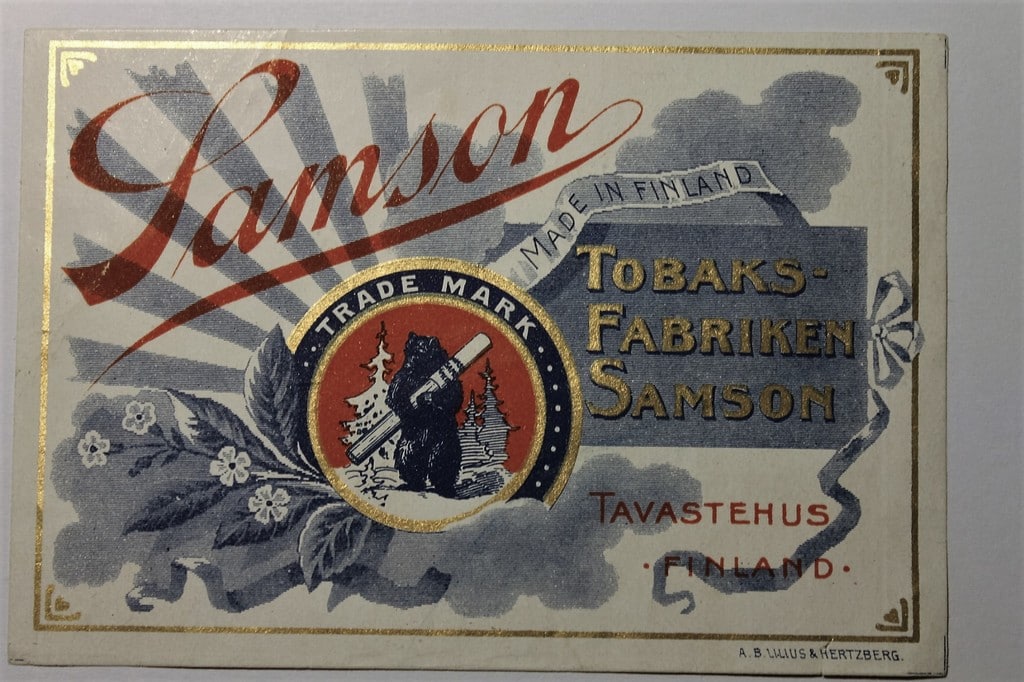 Samson
MADE IN FINLAND
TRADE MARK
TOBAKS-
FABRIKEN
SAMSON
TAVASTEHUS
· FINLAND ·
A. B. LILIUS & HERTZBERG.